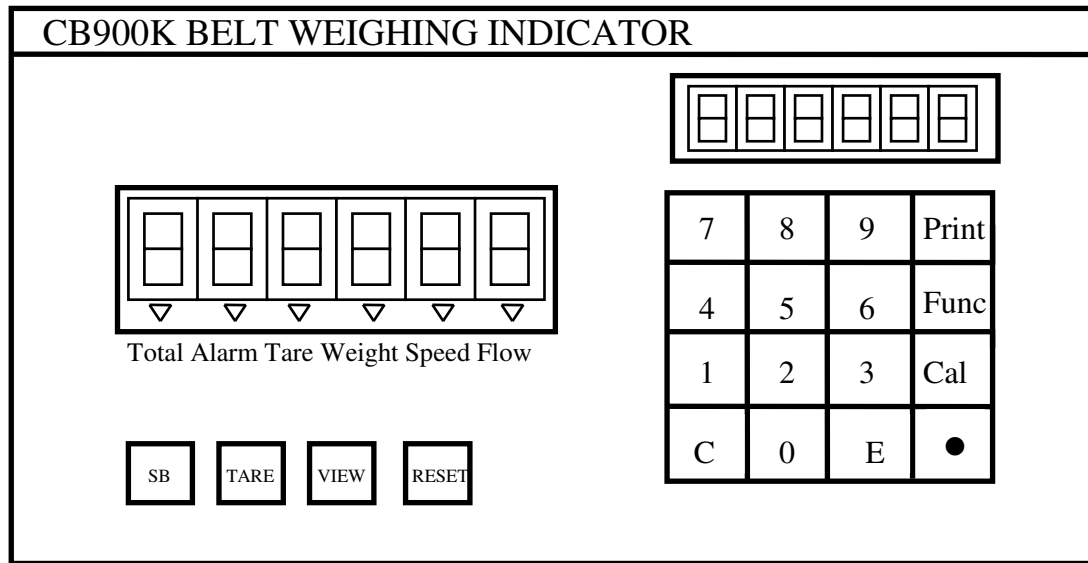 CB900K BELT WEIGHING INDICATOR
Total Alarm Tare Weight Speed Flow
SB TARE VIEW RESET
7 8 9 Print
4 5 6 Func
1 2 3 Cal
C 0 E ●